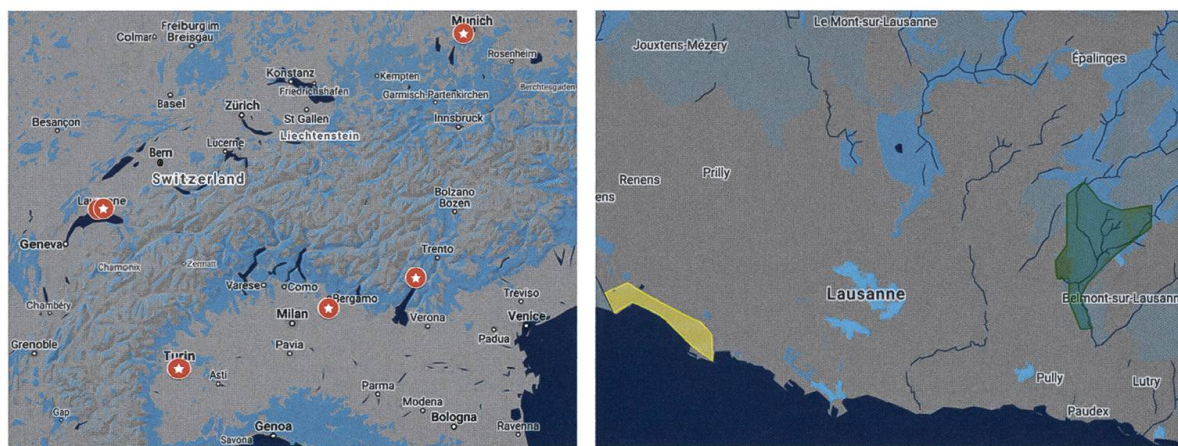 Munich
Freiburg im
Breisgau
Colmar
Rosenheim
Konstanz
Kempten
Friedrichshafen
Garmisch-Partenkirchen
Berchtesgaden
Basel
Zürich
St Gallen
Innsbruck
Besançon
Liechtenstein
Lucerne
Bern
Switzerland
Bolzano
Bozen
Lausanne
Geneva
Trento
Chamonix
Zermatt
Varese
Como
Bergamo
Treviso
Chambéry
Milan
Verona
Venice
Padua
Grenoble
Pavia
Turin
Asti
Parma
Modena
Gap
Bologna
Genoa
Ravenna
Savona
Le Mont-sur-Lausanne
Jouxtens-Mézery
Épalinges
Renens
Prilly
ens
Lausanne
Belmont-sur-Lausann
Pully
Lutry
Paudex